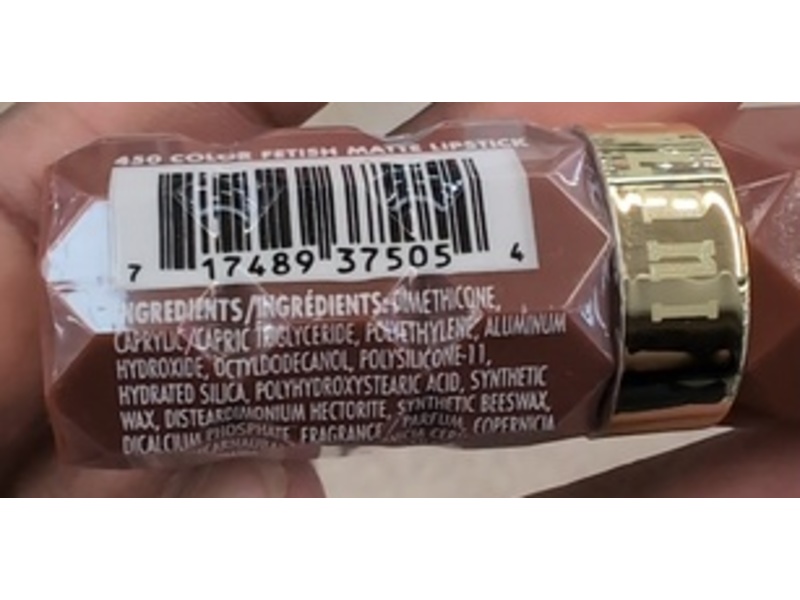 450 COLOR FETISH MATTE LIPSTICK
7 17489 37505 4
INGREDIENTS/INGRÉDIENTS: DIMETHICONE,
CAPRYLIC/CAPRIC TRIGLYCERIDE, POLYETHYLENE, ALUMINUM
HYDROXIDE, OCTYLDODECANOL, POLYSILICONE-11,
HYDRATED SILICA, POLYHYDROXYSTEARIC ACID, SYNTHETIC
WAX, DISTEARDIMONIUM HECTORITE, SYNTHETIC BEESWAX,
DICALCIUM PHOSPHATE, FRAGRANCE/PARFUM, COPERNICIA